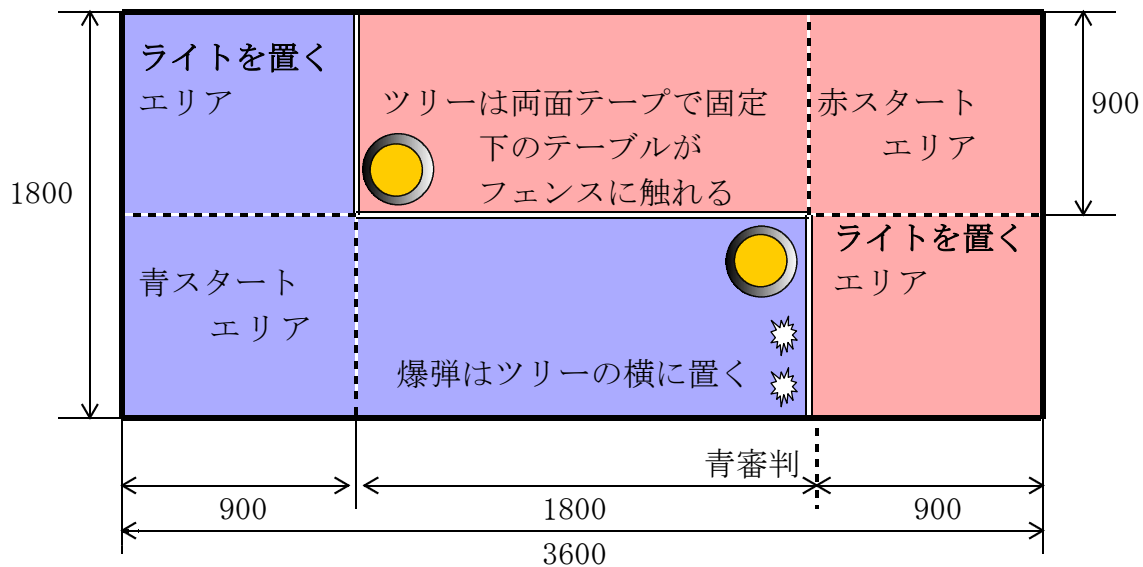 ライトを置く
エリア
ツリーは両面テープで固定
下のテーブルが
フェンスに触れる
赤スタート
エリア
900
1800
ライトを置く
エリア
青スタート
エリア
爆弾はツリーの横に置く
青審判
900
1800
900
3600